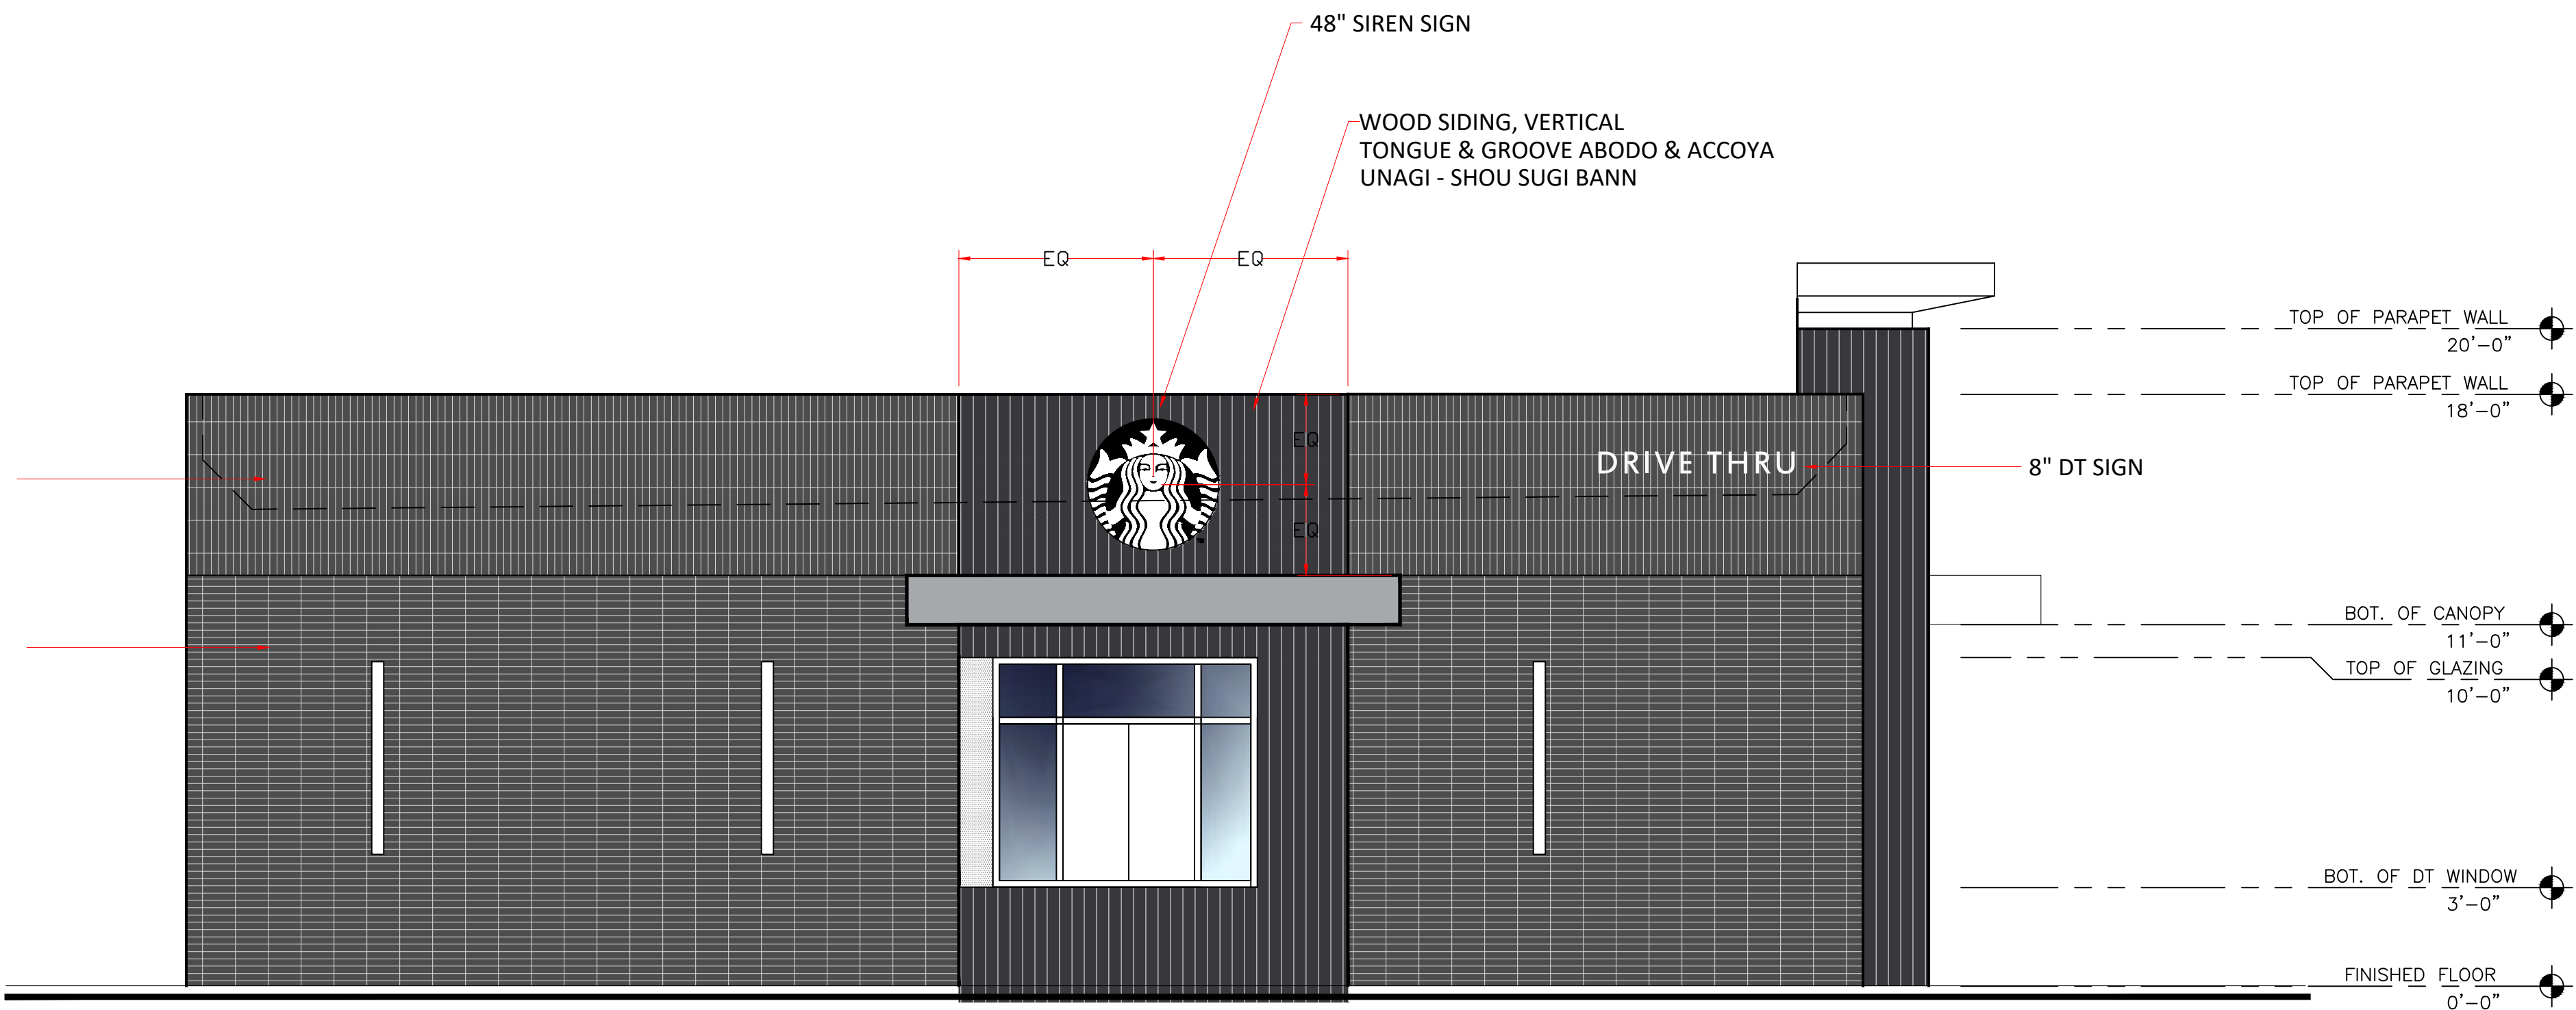 48" SIREN SIGN
WOOD SIDING, VERTICAL
TONGUE & GROOVE ABODO & ACCOYA
UNAGI - SHOU SUGI BANN
EQ
EQ
TOP OF PARAPET WALL
20'-0"
TOP OF PARAPET WALL
18'-0"
EQ
DRIVE THRU
8" DT SIGN
EQ
TM
BOT. OF CANOPY
11'-0"
TOP OF GLAZING
10'-0"
BOT. OF DT WINDOW
3'-0"
FINISHED FLOOR
0'-0"